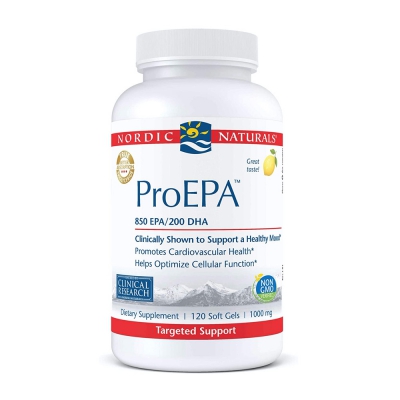 NORDIC NATURALS®
Great
taste!
ProEPA™
850 EPA/200 DHA
Clinically Shown to Support a Healthy Mood*
Promotes Cardiovascular Health*
Helps Optimize Cellular Function*
CLINICAL
RESEARCH
NON
GMO
Dietary Supplement | 120 Soft Gels | 1000 mg
Targeted Support